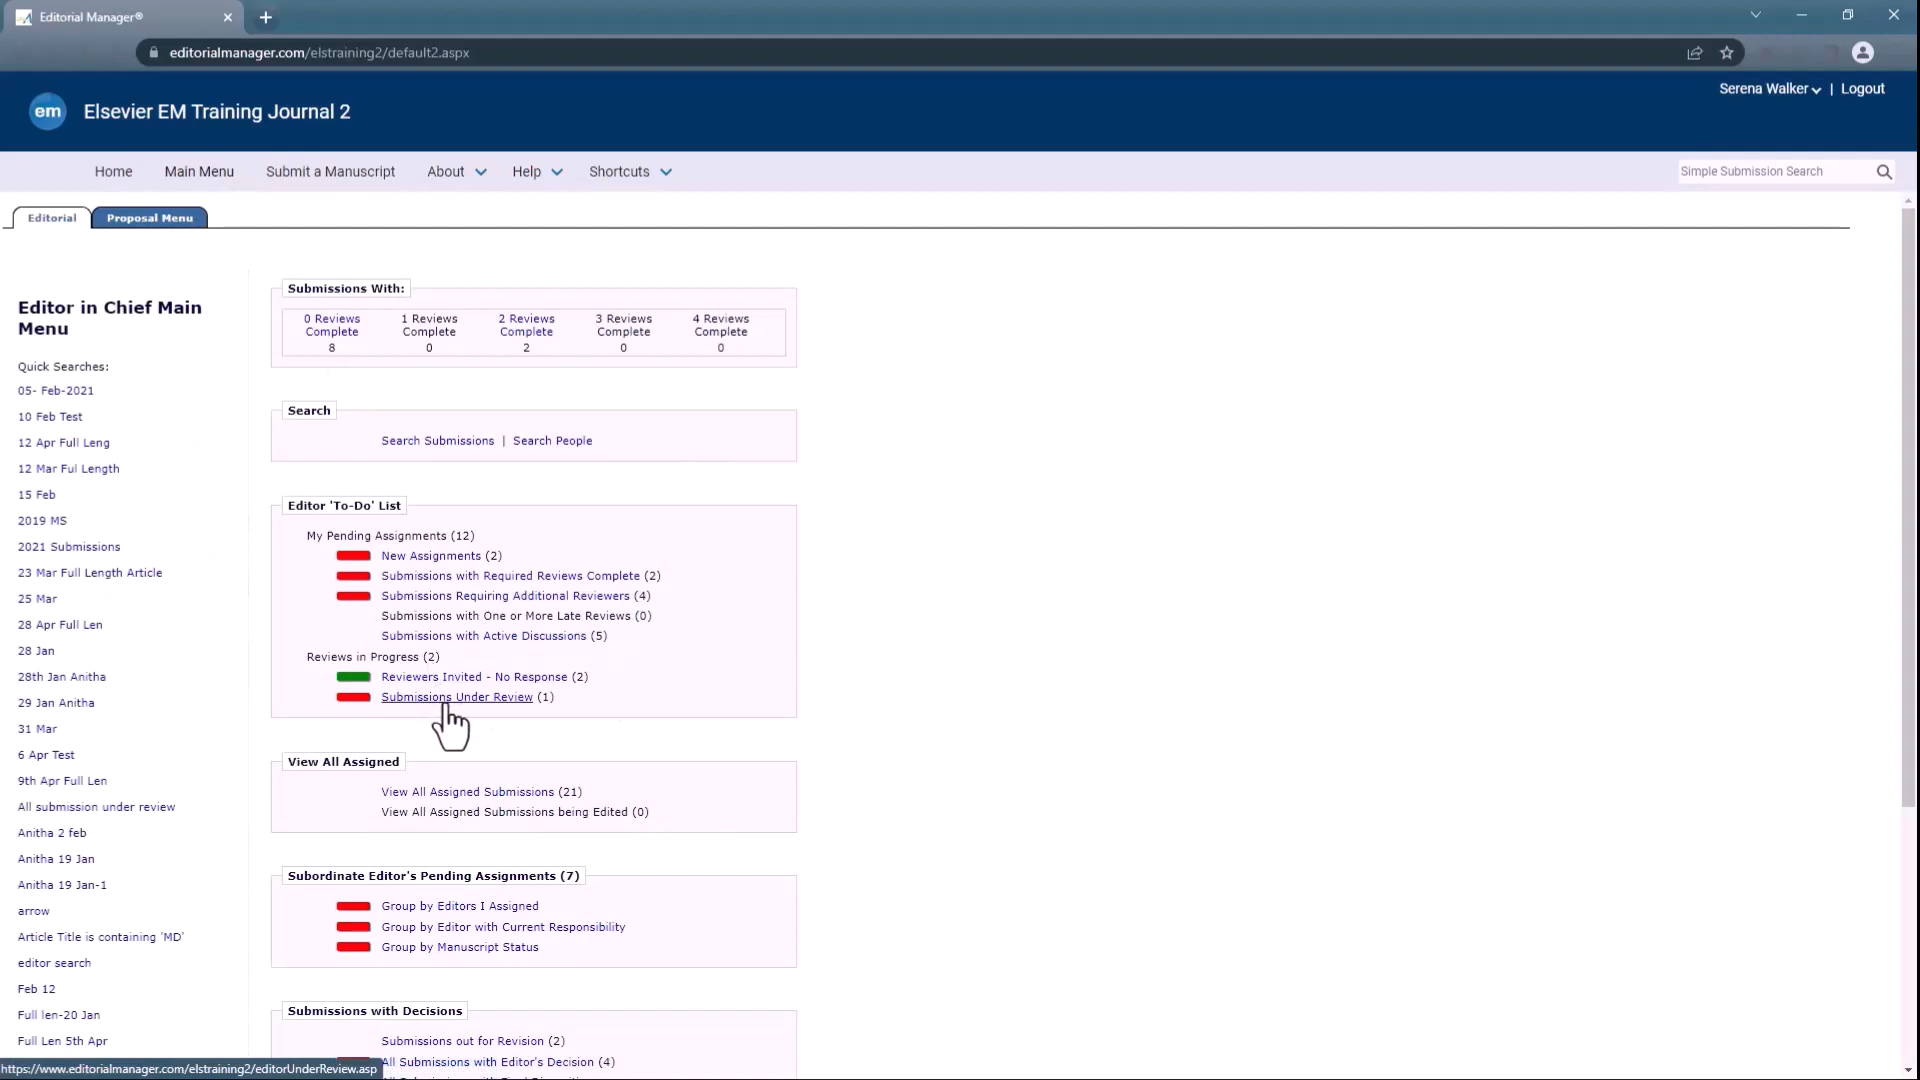 Editorial Manager®
editorialmanager.com/elstraining2/default2.aspx
Serena Walker | Logout
em Elsevier EM Training Journal 2
Home Main Menu Submit a Manuscript About Help Shortcuts
Simple Submission Search
Editorial Proposal Menu
Editor in Chief Main
Menu
Quick Searches:
05- Feb-2021
10 Feb Test
12 Apr Full Leng
12 Mar Ful Length
15 Feb
2019 MS
2021 Submissions
23 Mar Full Length Article
25 Mar
28 Apr Full Len
28 Jan
28th Jan Anitha
29 Jan Anitha
31 Mar
6 Apr Test
9th Apr Full Len
All submission under review
Anitha 2 feb
Anitha 19 Jan
Anitha 19 Jan-1
arrow
Article Title is containing 'MD'
editor search
Feb 12
Full len-20 Jan
Full Len 5th Apr
Submissions With:
0 Reviews Complete 8
1 Reviews Complete 0
2 Reviews Complete 2
3 Reviews Complete 0
4 Reviews Complete 0
Search
Search Submissions | Search People
Editor 'To-Do' List
My Pending Assignments (12)
New Assignments (2)
Submissions with Required Reviews Complete (2)
Submissions Requiring Additional Reviewers (4)
Submissions with One or More Late Reviews (0)
Submissions with Active Discussions (5)
Reviews in Progress (2)
Reviewers Invited - No Response (2)
Submissions Under Review (1)
View All Assigned
View All Assigned Submissions (21)
View All Assigned Submissions being Edited (0)
Subordinate Editor's Pending Assignments (7)
Group by Editors I Assigned
Group by Editor with Current Responsibility
Group by Manuscript Status
Submissions with Decisions
Submissions out for Revision (2)
All Submissions with Editor's Decision (4)
https://www.editorialmanager.com/elstraining2/editorUnderReview.asp